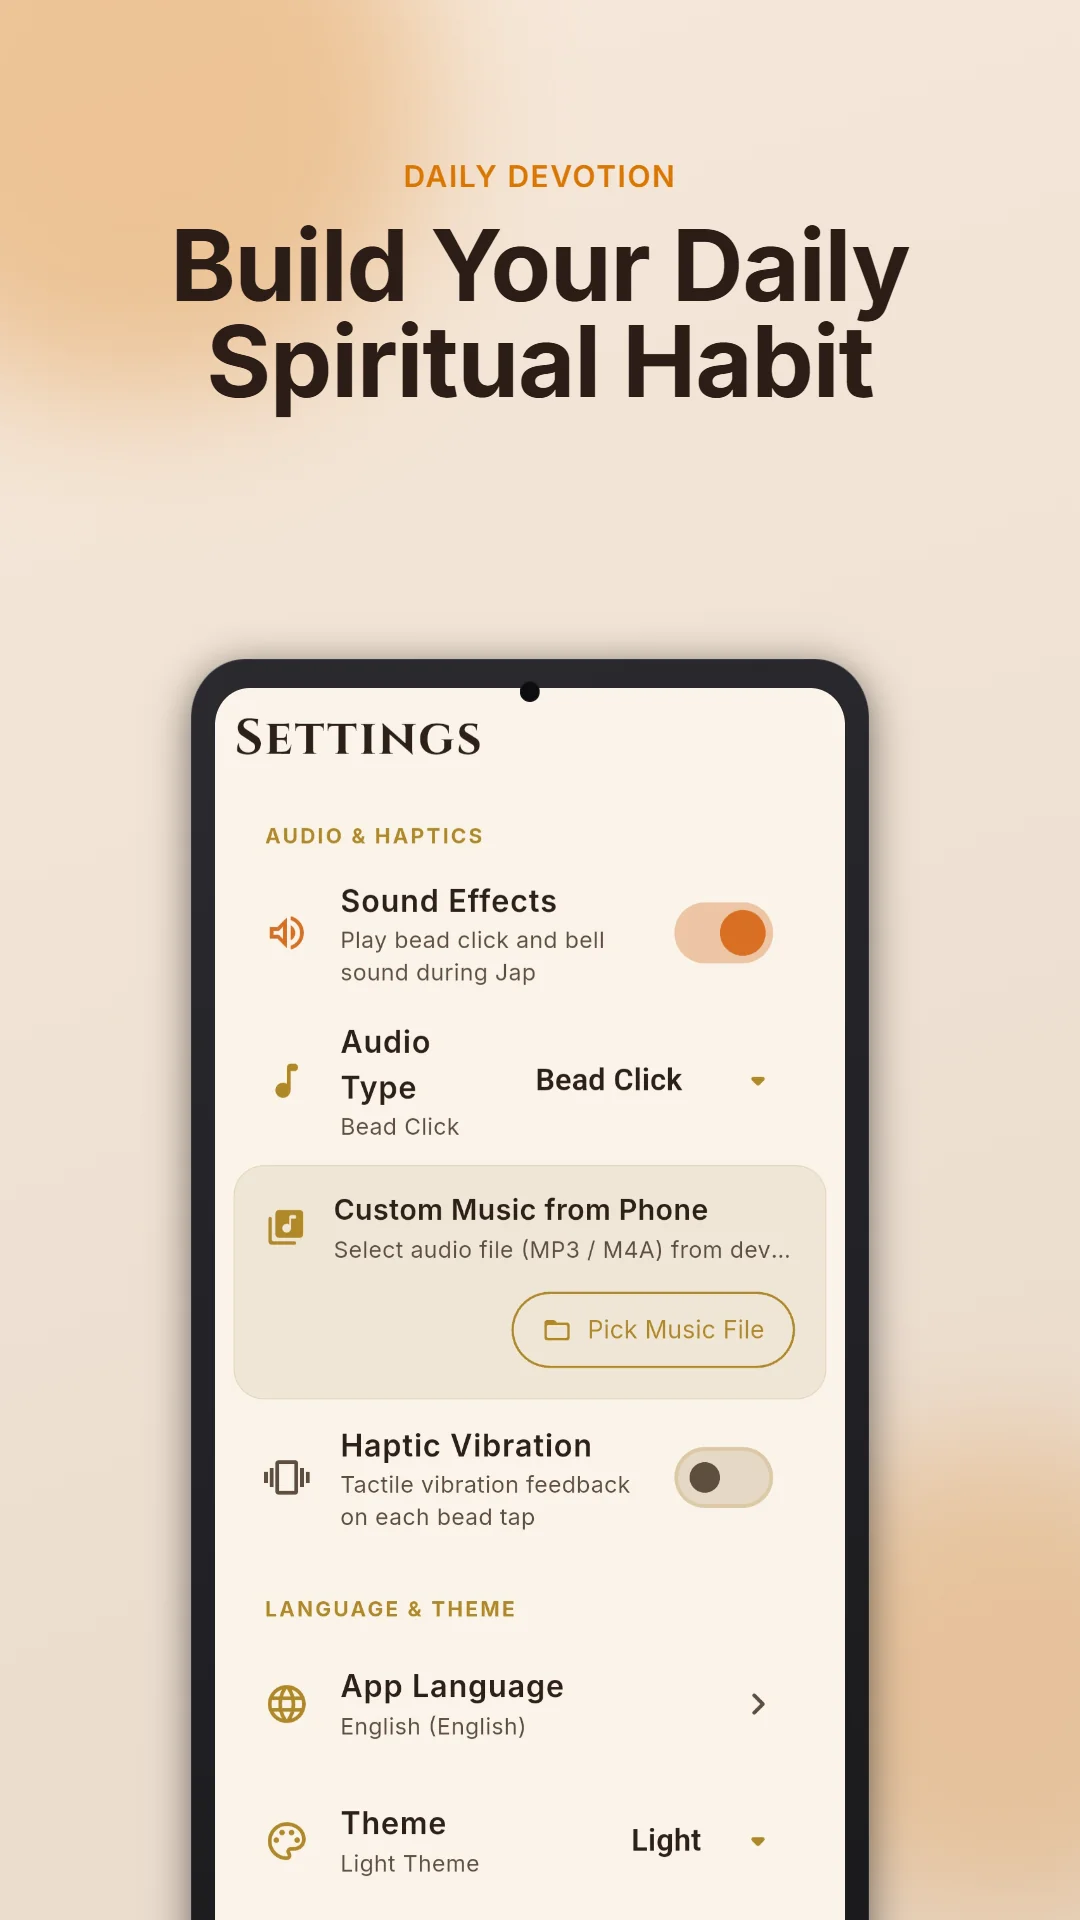 DAILY DEVOTION
Build Your Daily
Spiritual Habit
SETTINGS
AUDIO & HAPTICS
Sound Effects
Play bead click and bell
sound during Jap
Audio
Type
Bead Click
Bead Click
Custom Music from Phone
Select audio file (MP3 / M4A) from dev...
Pick Music File
Haptic Vibration
Tactile vibration feedback
on each bead tap
LANGUAGE & THEME
App Language
English (English)
Theme
Light Theme
Light